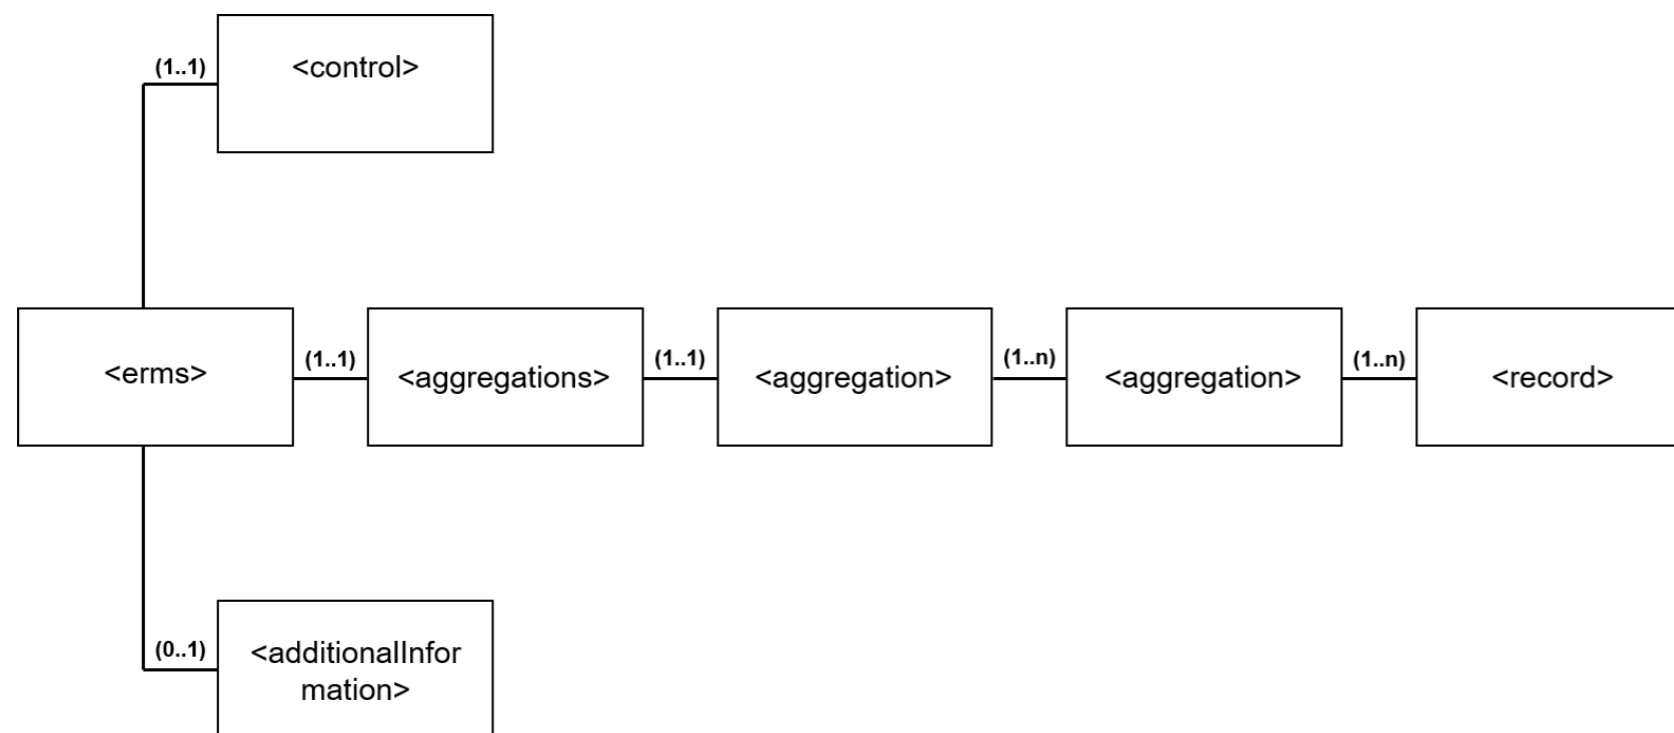 (1..1)
<control>
<erms>
(1..1)
<aggregations>
(1..1)
<aggregation>
(1..n)
<aggregation>
(1..n)
<record>
(0..1)
<additionalInfor
mation>